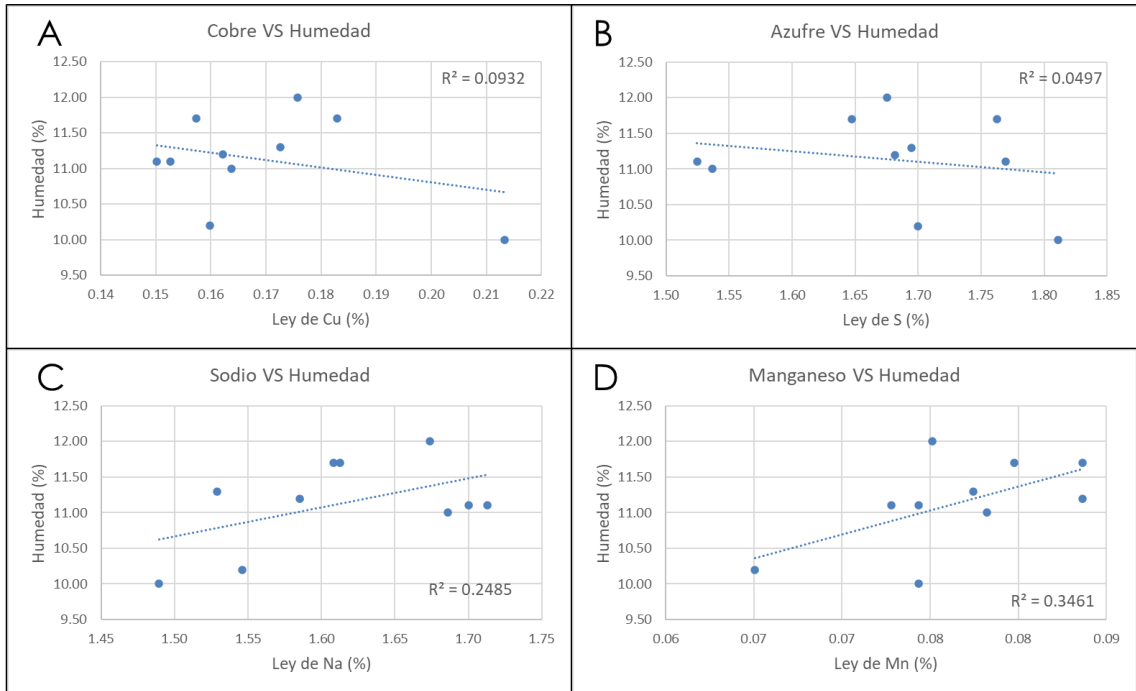 A
Cobre VS Humedad
R² = 0.0932
Humedad (%)
12.50
12.00
11.50
11.00
10.50
10.00
9.50
0.14 0.15 0.16 0.17 0.18 0.19 0.20 0.21 0.22
Ley de Cu (%)
B
Azufre VS Humedad
R² = 0.0497
Humedad (%)
12.50
12.00
11.50
11.00
10.50
10.00
9.50
1.50 1.55 1.60 1.65 1.70 1.75 1.80 1.85
Ley de S (%)
C
Sodio VS Humedad
Humedad (%)
12.50
12.00
11.50
11.00
10.50
10.00
9.50
R² = 0.2485
1.45 1.50 1.55 1.60 1.65 1.70 1.75
Ley de Na (%)
D
Manganeso VS Humedad
Humedad (%)
12.50
12.00
11.50
11.00
10.50
10.00
9.50
R² = 0.3461
0.06 0.07 0.07 0.08 0.08 0.09
Ley de Mn (%)